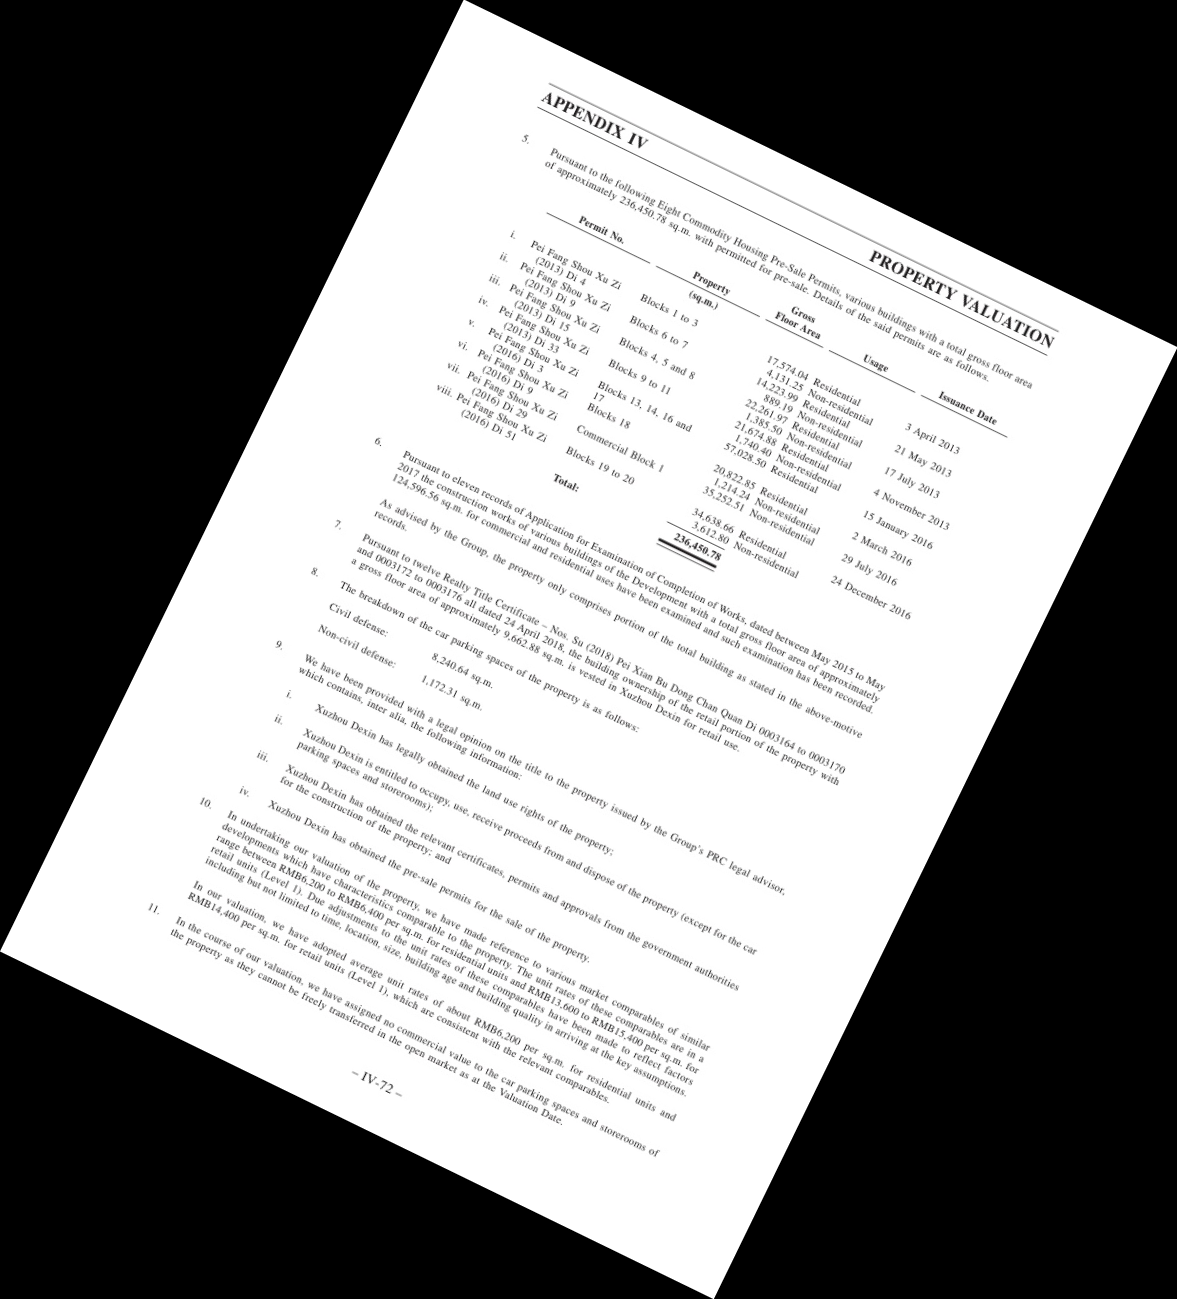 APPENDIX IV PROPERTY VALUATION
5. Pursuant to the following Eight Commodity Housing Pre-Sale Permits, various buildings with a total gross floor area
of approximately 236,450.78 sq.m. with permitted for pre-sale. Details of the said permits are as follows.
Gross
Permit No. Property Floor Area Usage Issuance Date
(sq.m.)
i. Pei Fang Shou Xu Zi Blocks 1 to 3 17,574.04 Residential 3 April 2013
(2013) Di 4 4,131.25 Non-residential
ii. Pei Fang Shou Xu Zi Blocks 6 to 7 14,223.99 Residential 21 May 2013
(2013) Di 9 889.19 Non-residential
iii. Pei Fang Shou Xu Zi Blocks 4, 5 and 8 22,261.97 Residential 17 July 2013
(2013) Di 15 1,385.50 Non-residential
iv. Pei Fang Shou Xu Zi Blocks 9 to 11 21,674.88 Residential 4 November 2013
(2013) Di 33 1,740.40 Non-residential
v. Pei Fang Shou Xu Zi Blocks 13, 14, 16 and 57,028.50 Residential 15 January 2016
(2016) Di 3 17
vi. Pei Fang Shou Xu Zi Blocks 18 20,822.85 Residential 2 March 2016
(2016) Di 9 1,214.24 Non-residential
vii. Pei Fang Shou Xu Zi Commercial Block 1 35,252.51 Non-residential 29 July 2016
(2016) Di 29
viii. Pei Fang Shou Xu Zi Blocks 19 to 20 34,638.66 Residential 24 December 2016
(2016) Di 51 3,612.80 Non-residential
Total: 236,450.78
6. Pursuant to eleven records of Application for Examination of Completion of Works, dated between May 2015 to May
2017, the construction works of various buildings of the Development with a total gross floor area of approximately
124,596.56 sq.m. for commercial and residential uses have been examined and such examination has been recorded.
As advised by the Group, the property only comprises portion of the total building as stated in the above-motive
records.
7. Pursuant to twelve Realty Title Certificate – Nos. Su (2018) Pei Xian Bu Dong Chan Quan Di 0003164 to 0003170
and 0003172 to 0003176 all dated 24 April 2018, the building ownership of the retail portion of the property with
a gross floor area of approximately 9,662.88 sq.m. is vested in Xuzhou Dexin for retail use.
8. The breakdown of the car parking spaces of the property is as follows:
Civil defense: 8,240.64 sq.m.
Non-civil defense: 1,172.31 sq.m.
9. We have been provided with a legal opinion on the title to the property issued by the Group's PRC legal advisor,
which contains, inter alia, the following information:
i. Xuzhou Dexin has legally obtained the land use rights of the property;
ii. Xuzhou Dexin is entitled to occupy, use, receive proceeds from and dispose of the property (except for the car
parking spaces and storerooms);
iii. Xuzhou Dexin has obtained the relevant certificates, permits and approvals from the government authorities
for the construction of the property; and
iv. Xuzhou Dexin has obtained the pre-sale permits for the sale of the property.
10. In undertaking our valuation of the property, we have made reference to various market comparables of similar
developments which have characteristics comparable to the property. The unit rates of these comparables are in a
range between RMB6,200 to RMB6,400 per sq.m. for residential units and RMB13,600 to RMB15,400 per sq.m. for
retail units (Level 1). Due adjustments to the unit rates of these comparables have been made to reflect factors
including but not limited to time, location, size, building age and building quality in arriving at the key assumptions.
In our valuation, we have adopted average unit rates of about RMB6,200 per sq.m. for residential units and
RMB14,400 per sq.m. for retail units (Level 1), which are consistent with the relevant comparables.
11. In the course of our valuation, we have assigned no commercial value to the car parking spaces and storerooms of
the property as they cannot be freely transferred in the open market as at the Valuation Date.
– IV-72 –